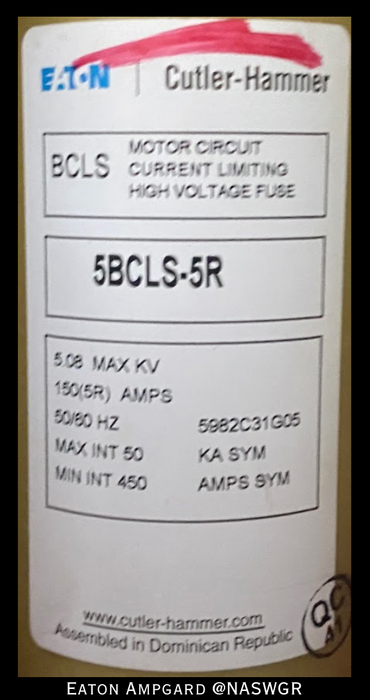 EATON | Cutler-Hammer
BCLS
MOTOR CIRCUIT
CURRENT LIMITING
HIGH VOLTAGE FUSE
5BCLS-5R
5.08 MAX KV
150(5R) AMPS
50/60 HZ 5982C31G05
MAX INT 50 KA SYM
MIN INT 450 AMPS SYM
www.cutler-hammer.com
Assembled in Dominican Republic
QC
A1
EATON AMPGARD @NASWGR